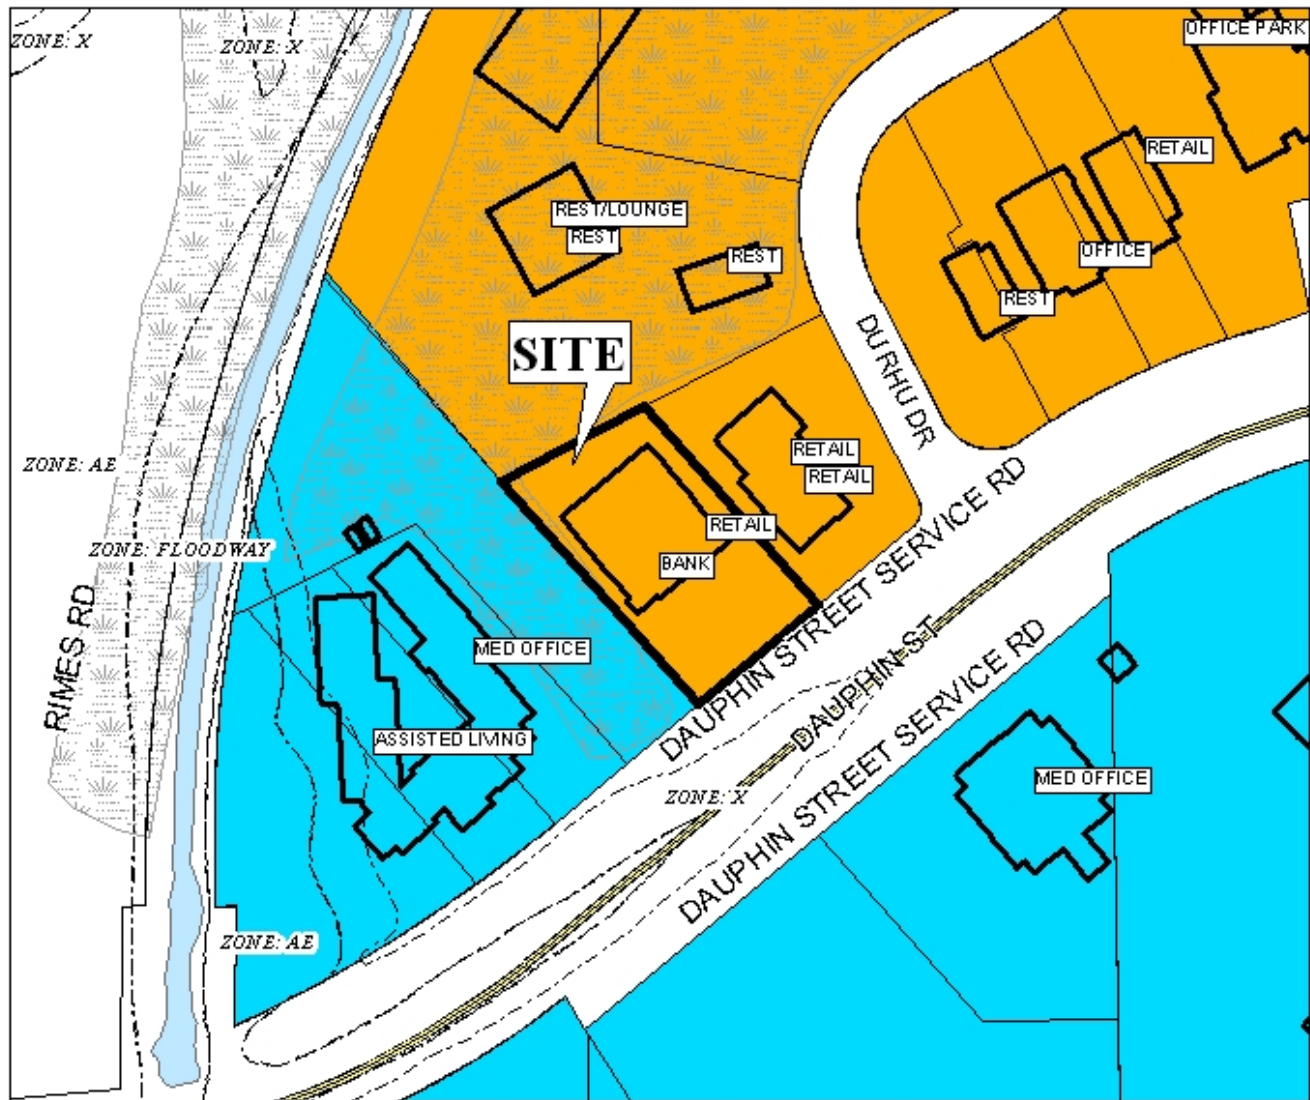 OFFICE PARK
ZONE: X
ZONE: X
RETAIL
REST/LOUNGE
REST
OFFICE
REST
REST
SITE
DU RHU DR
RETAIL
RETAIL
ZONE: AE
RETAIL
ZONE: FLOODWAY
BANK
RIMES RD
MED OFFICE
DAUPHIN STREET SERVICE RD
DAUPHIN ST
DAUPHIN STREET SERVICE RD
ASSISTED LIVING
MED OFFICE
ZONE: X
ZONE: AE